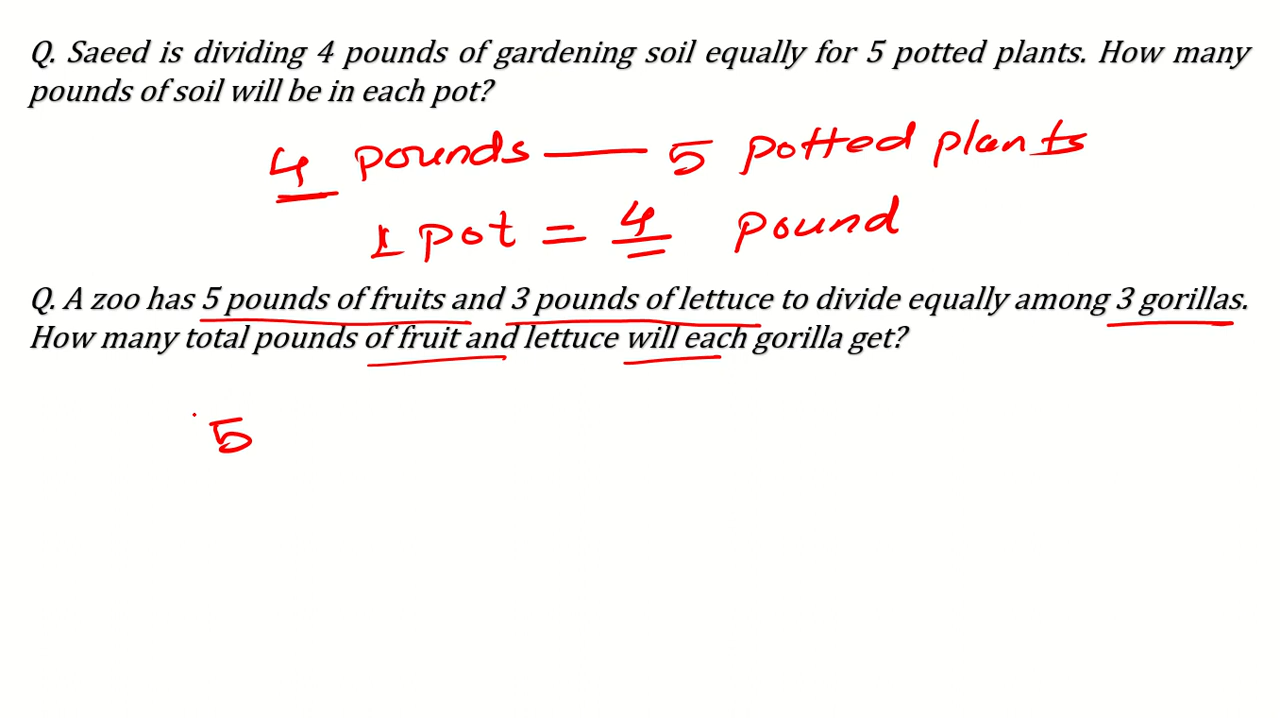 Q. Saeed is dividing 4 pounds of gardening soil equally for 5 potted plants. How many
pounds of soil will be in each pot?
4 pounds — 5 potted plants
1 pot = 4 pound
Q. A zoo has 5 pounds of fruits and 3 pounds of lettuce to divide equally among 3 gorillas.
How many total pounds of fruit and lettuce will each gorilla get?
5